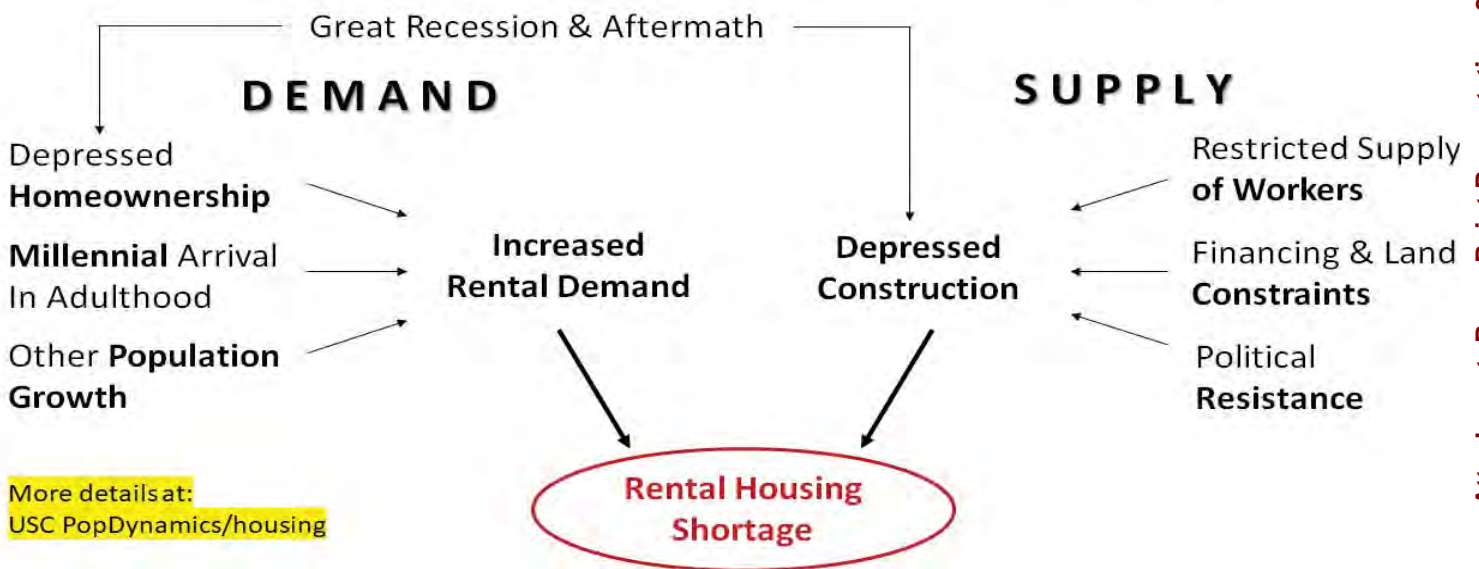 Great Recession & Aftermath
DEMAND
SUPPLY
Depressed
Homeownership
Millennial Arrival
In Adulthood
Other Population
Growth
Increased
Rental Demand
Depressed
Construction
Restricted Supply
of Workers
Financing & Land
Constraints
Political
Resistance
Rental Housing
Shortage
More details at:
USC PopDynamics/housing